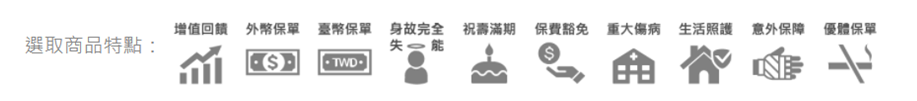 選取商品特點：
增值回饋
外幣保單
臺幣保單
身故完全
失能
祝壽滿期
保費豁免
重大傷病
生活照護
意外保障
優體保單
$
TWD
$